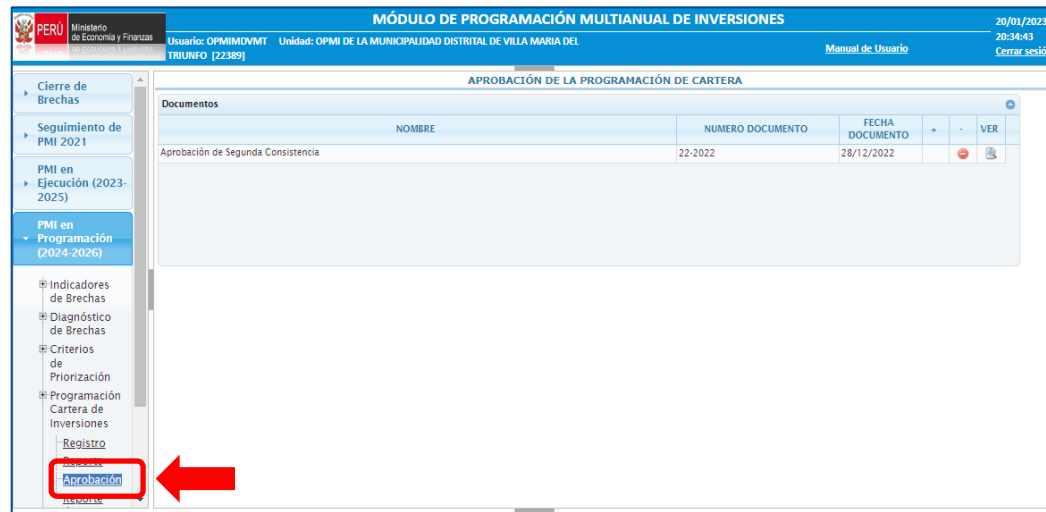 PERÚ
Ministerio
de Economía y Finanzas
MÓDULO DE PROGRAMACIÓN MULTIANUAL DE INVERSIONES
20/01/2023
Usuario: OPMIMDVMT Unidad: OPMI DE LA MUNICIPALIDAD DISTRITAL DE VILLA MARIA DEL
TRIUNFO [22389]
Manual de Usuario
20:34:43
Cerrar sesió
Cierre de
Brechas
Seguimiento de
PMI 2021
PMI en
Ejecución (2023-
2025)
PMI en
Programación
(2024-2026)
Indicadores
de Brechas
Diagnóstico
de Brechas
Criterios
de
Priorización
Programación
Cartera de
Inversiones
Registro
Reporte
Aprobación
Reporte
APROBACIÓN DE LA PROGRAMACIÓN DE CARTERA
Documentos
NOMBRE NUMERO DOCUMENTO FECHA DOCUMENTO + - VER
Aprobación de Segunda Consistencia 22-2022 28/12/2022